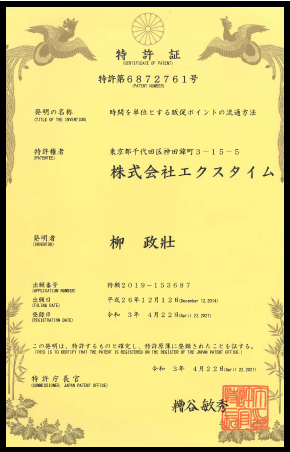 特許証
(CERTIFICATE OF PATENT)
特許第6872761号
(PATENT NUMBER)
発明の名称
(TITLE OF THE INVENTION)
時間を単位とする販促ポイントの流通方法
特許権者
(PATENTEE)
東京都千代田区神田錦町3-15-5
株式会社エクスタイム
発明者
(INVENTOR)
柳 政壯
出願番号
(APPLICATION NUMBER)
特願2019-153687
出願日
(FILING DATE)
平成26年12月12日(December 12,2014)
登録日
(REGISTRATION DATE)
令和 3年 4月22日(April 22,2021)
この発明は、特許するものと確定し、特許原簿に登録されたことを証する。
(THIS IS TO CERTIFY THAT THE PATENT IS REGISTERED ON THE REGISTER OF THE JAPAN PATENT OFFICE.)
令和 3年 4月22日(April 22,2021)
特許庁長官
(COMMISSIONER, JAPAN PATENT OFFICE)
糟谷敏秀